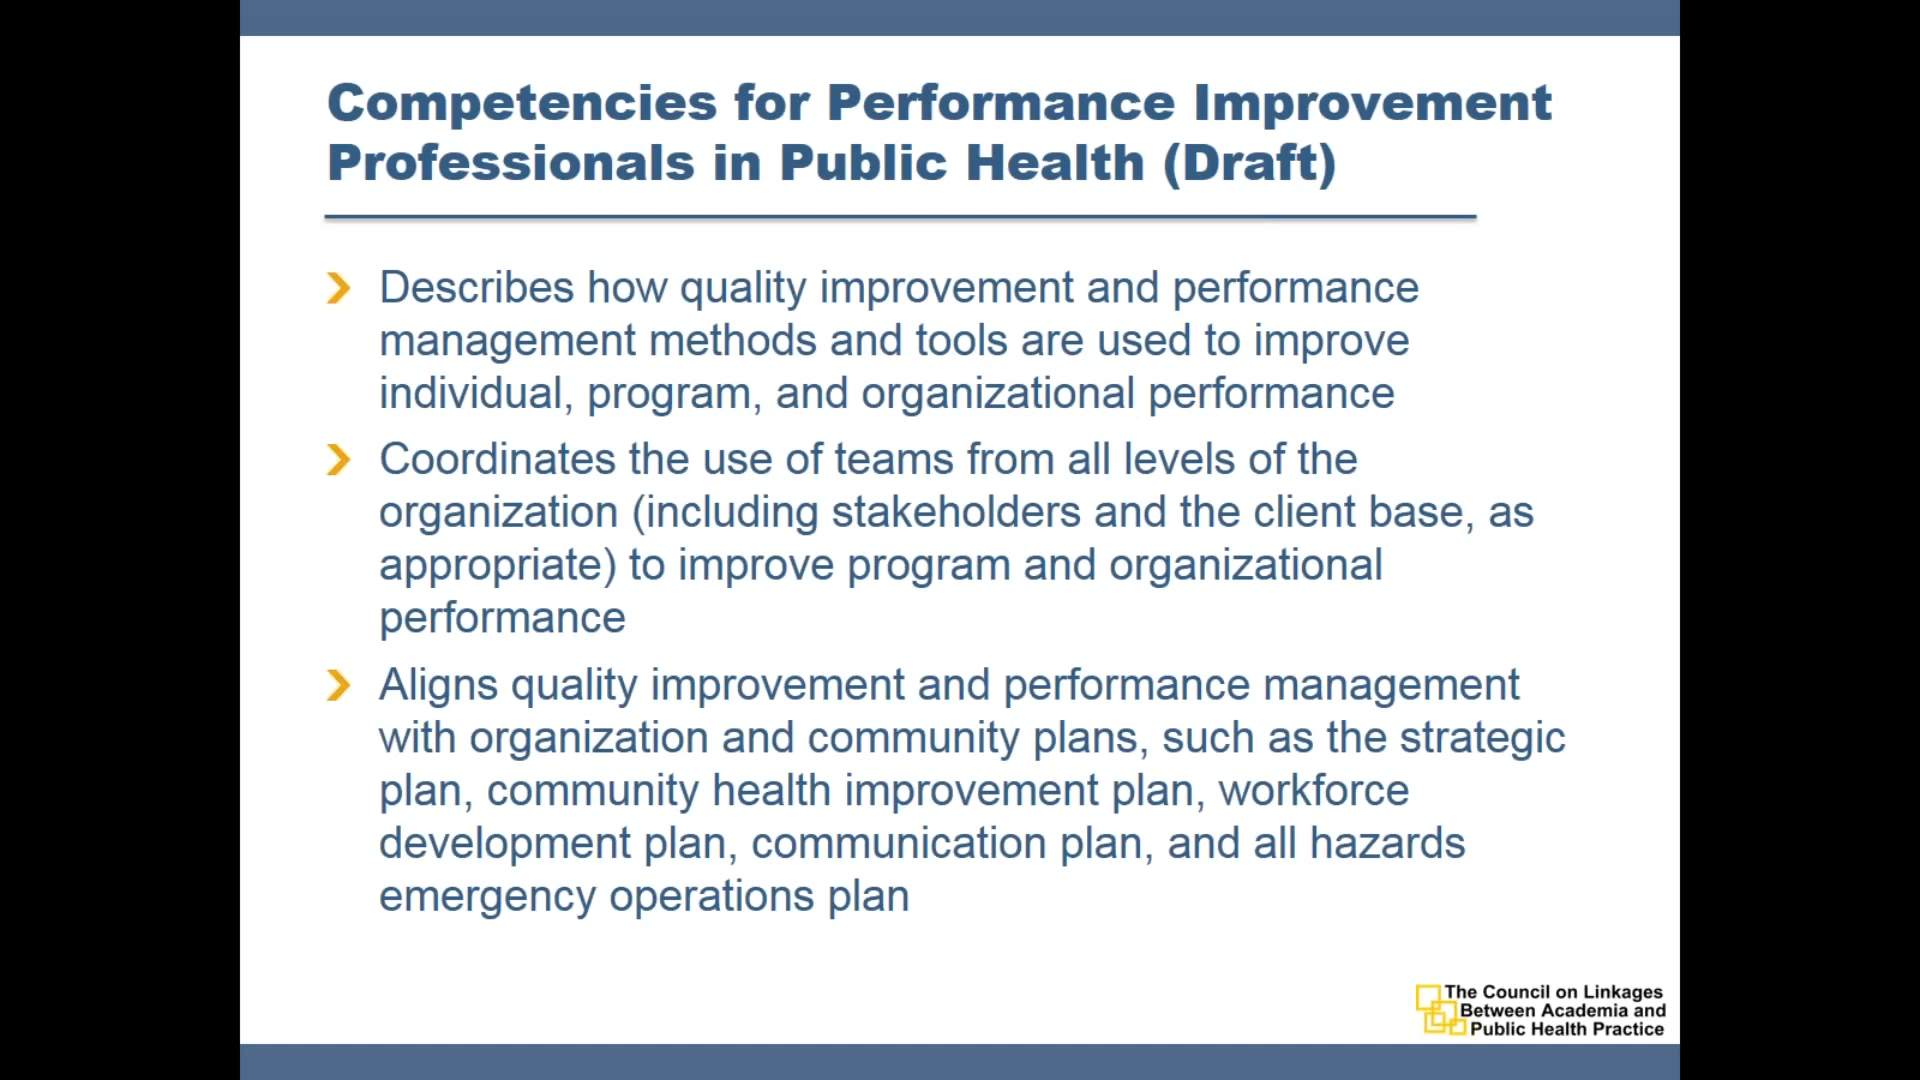 Competencies for Performance Improvement
Professionals in Public Health (Draft)
Describes how quality improvement and performance
management methods and tools are used to improve
individual, program, and organizational performance
Coordinates the use of teams from all levels of the
organization (including stakeholders and the client base, as
appropriate) to improve program and organizational
performance
Aligns quality improvement and performance management
with organization and community plans, such as the strategic
plan, community health improvement plan, workforce
development plan, communication plan, and all hazards
emergency operations plan
The Council on Linkages
Between Academia and
Public Health Practice